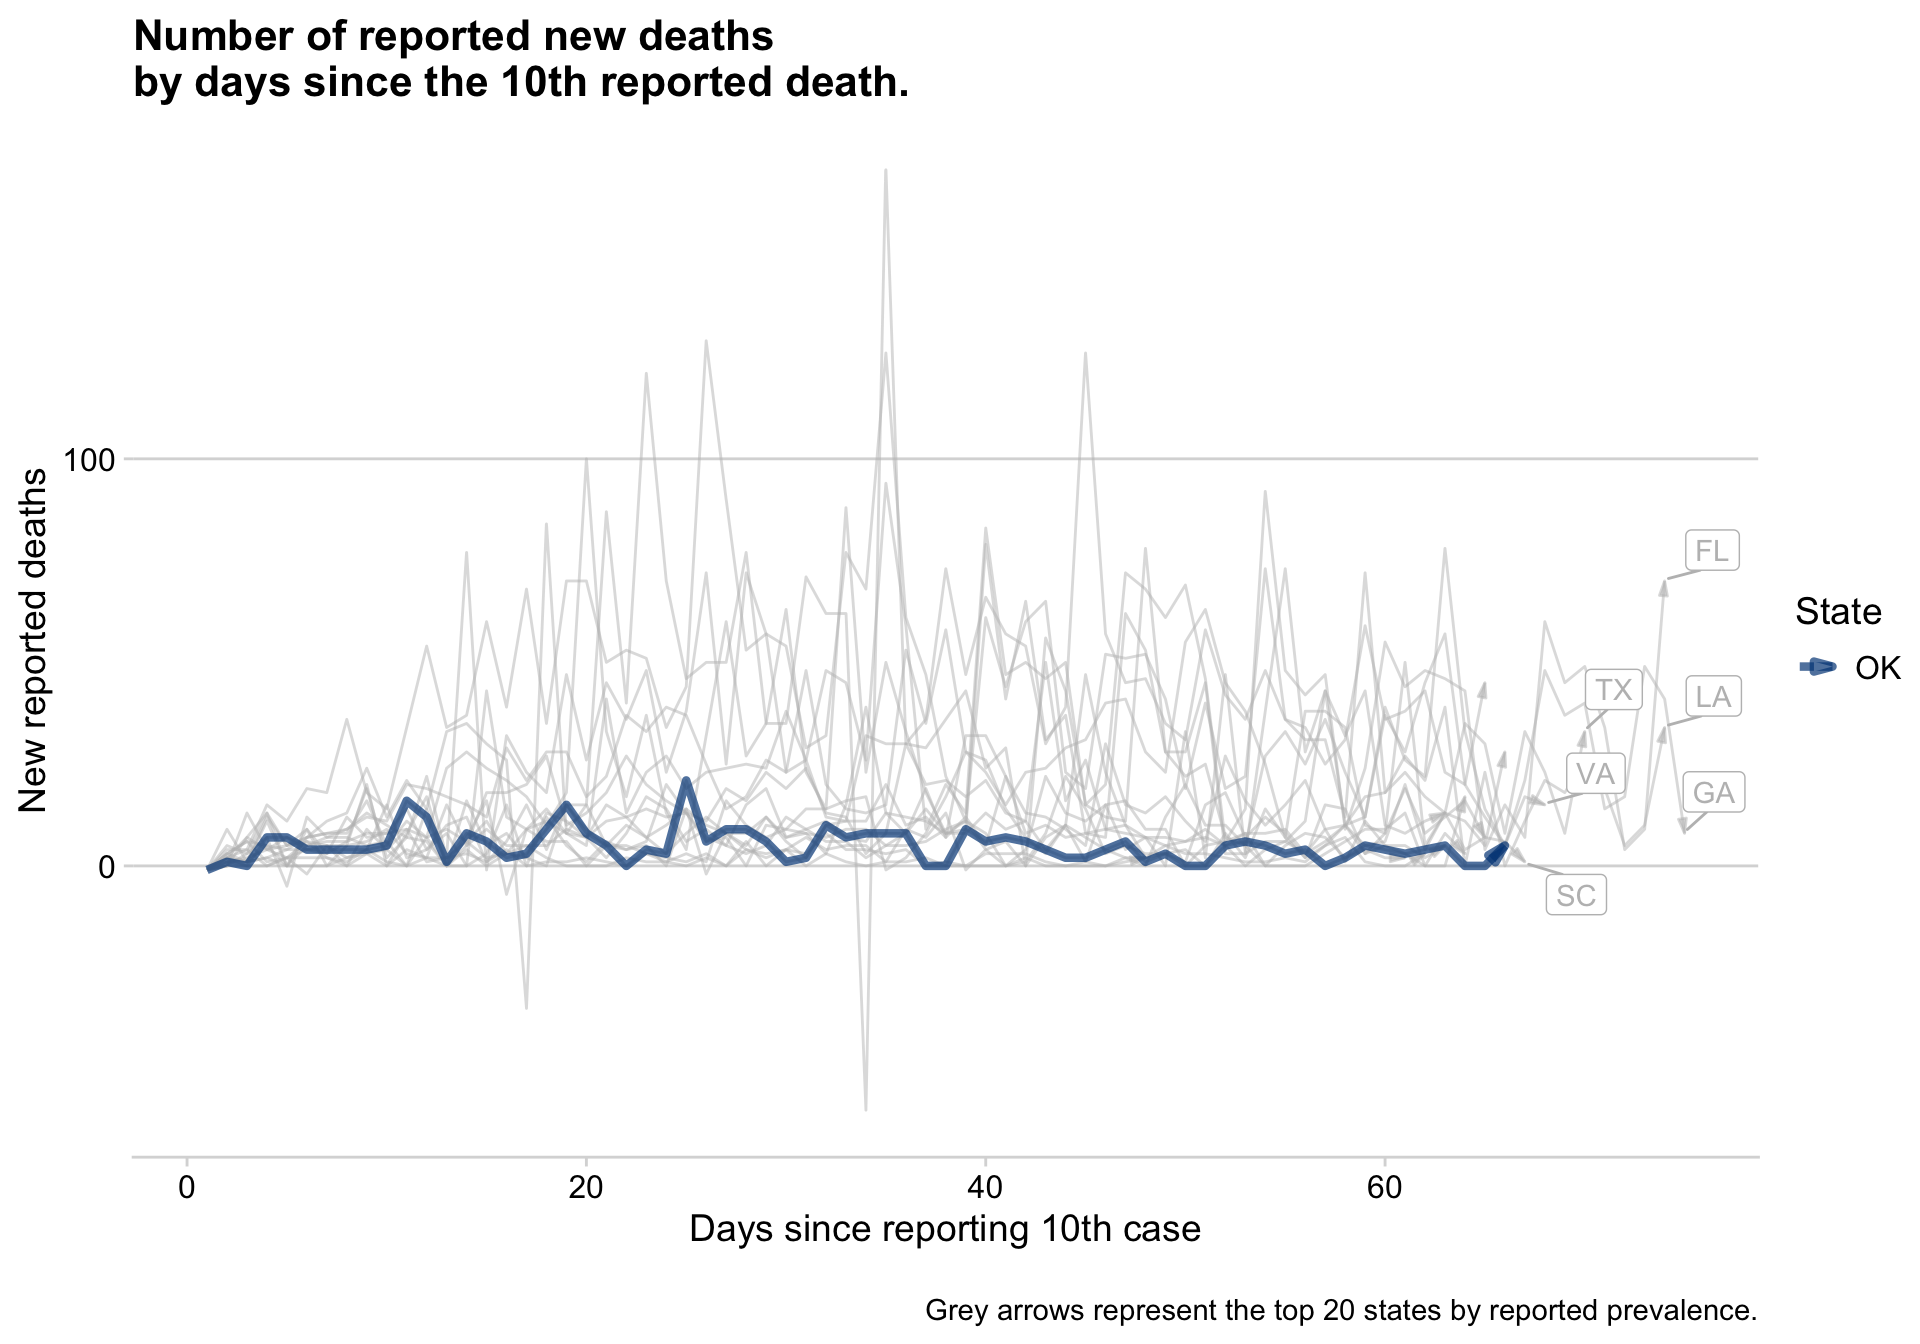 Number of reported new deaths
by days since the 10th reported death.
New reported deaths
100
0
FL
TX
LA
VA
GA
SC
State
OK
0
20
40
60
Days since reporting 10th case
Grey arrows represent the top 20 states by reported prevalence.